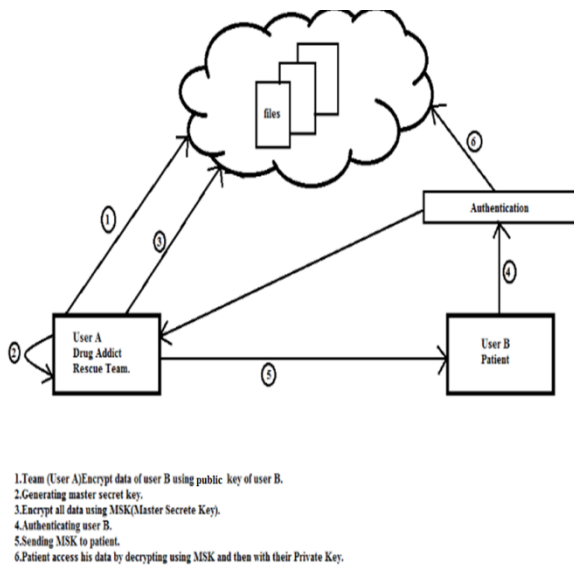 files
6
1
3
Authentication
4
2
User A
Drug Addict
Rescue Team.
User B
Patient
5
1.Team (User A)Encrypt data of user B using public key of user B.
2.Generating master secret key.
3.Encrypt all data using MSK(Master Secrete Key).
4.Authenticating user B.
5.Sending MSK to patient.
6.Patient access his data by decrypting using MSK and then with their Private Key.